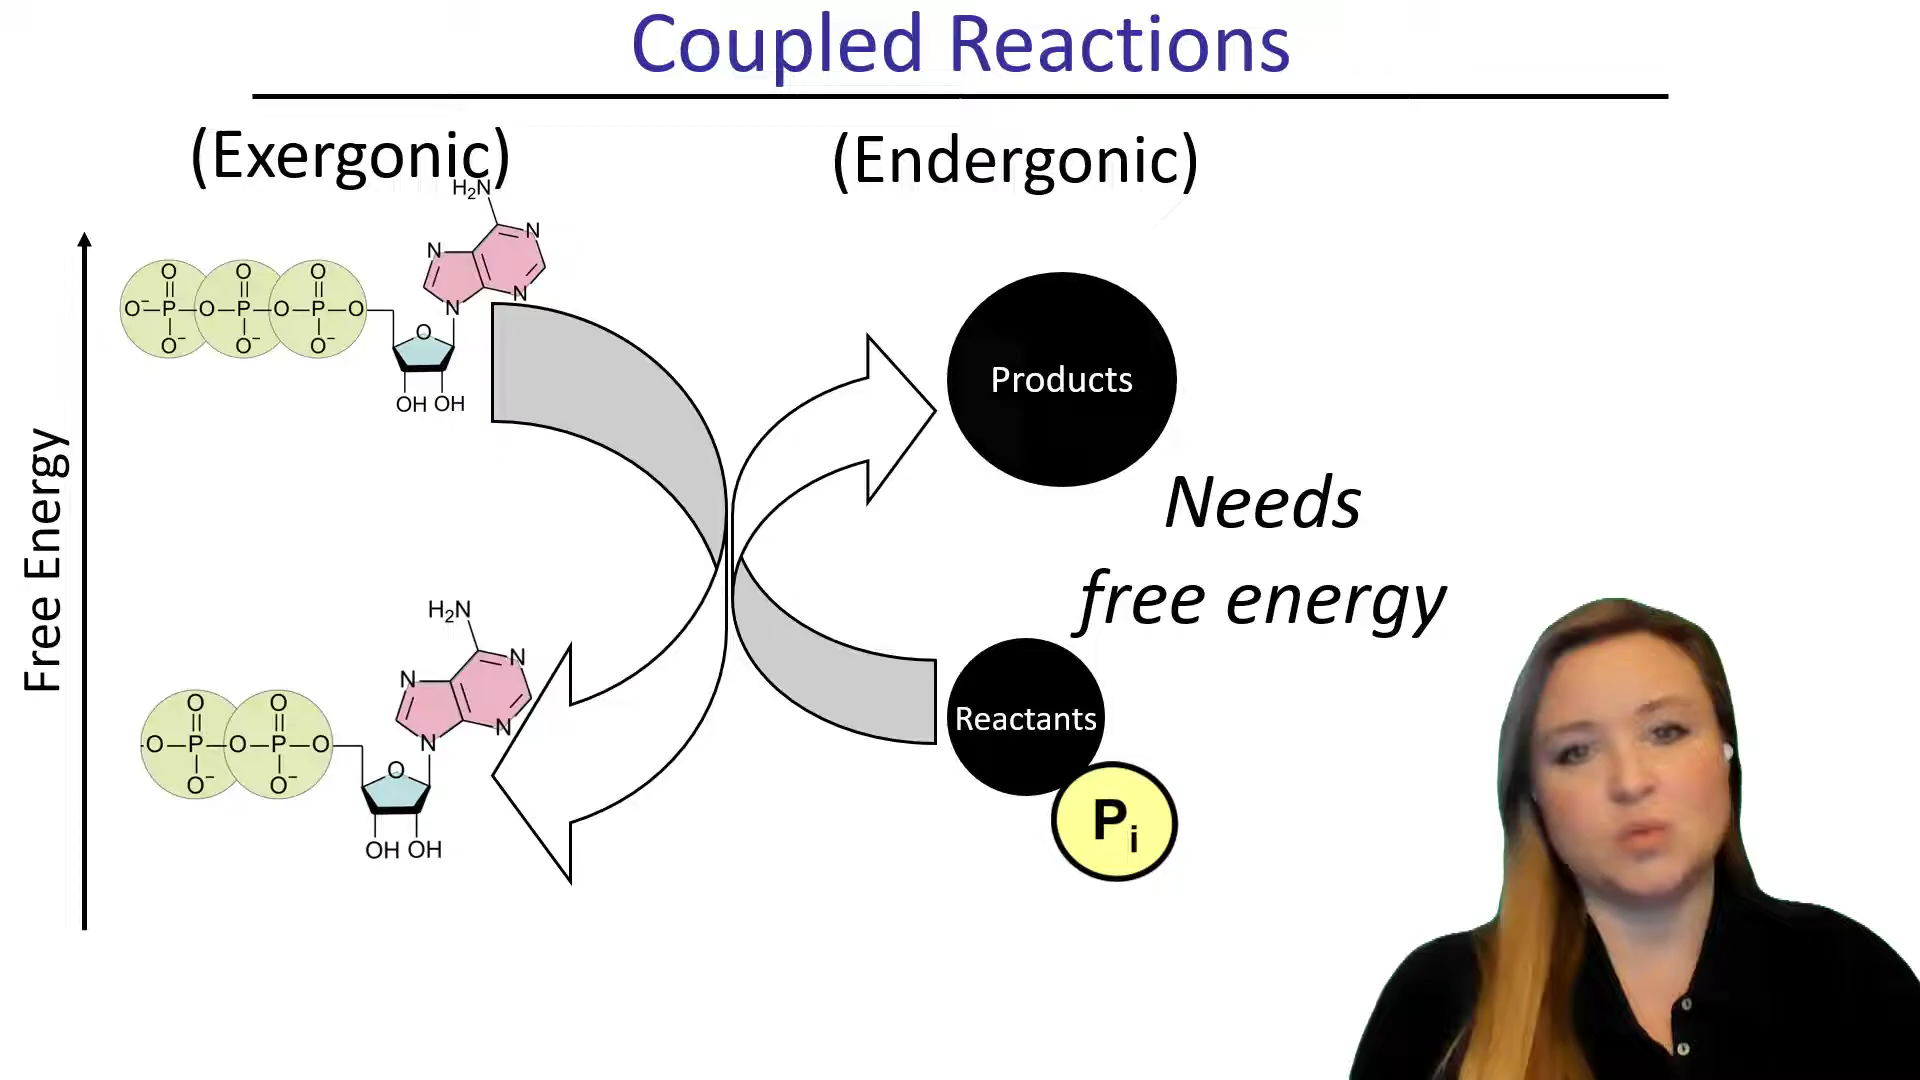 Coupled Reactions
(Exergonic)
(Endergonic)
Free Energy
H₂N
N
N
N
N
O⁻–P–O–P–O–P–O
O
O
O
O⁻
O⁻
O⁻
O
OH OH
Products
Needs
free energy
H₂N
N
N
N
N
O
O
-O–P–O–P–O
O⁻
O⁻
O
OH OH
Reactants
Pᵢ